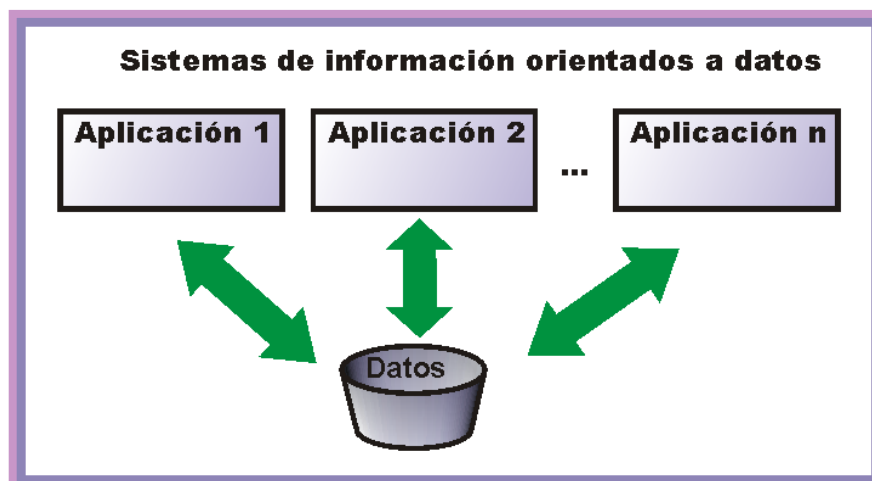 Sistemas de información orientados a datos
Aplicación 1
Aplicación 2
...
Aplicación n
Datos